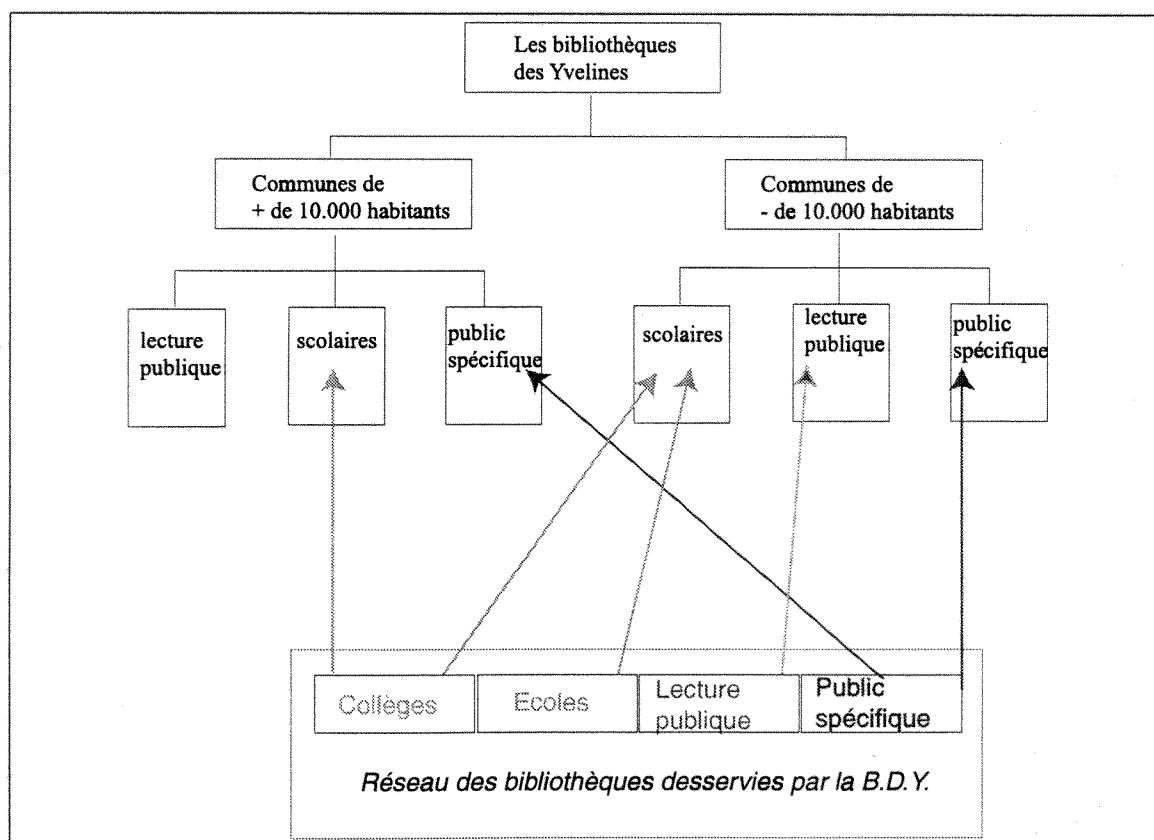 Les bibliothèques
des Yvelines
Communes de
+ de 10.000 habitants
Communes de
- de 10.000 habitants
lecture
publique
scolaires
public
spécifique
scolaires
lecture
publique
public
spécifique
Collèges
Ecoles
Lecture
publique
Public
spécifique
Réseau des bibliothèques desservies par la B.D.Y.